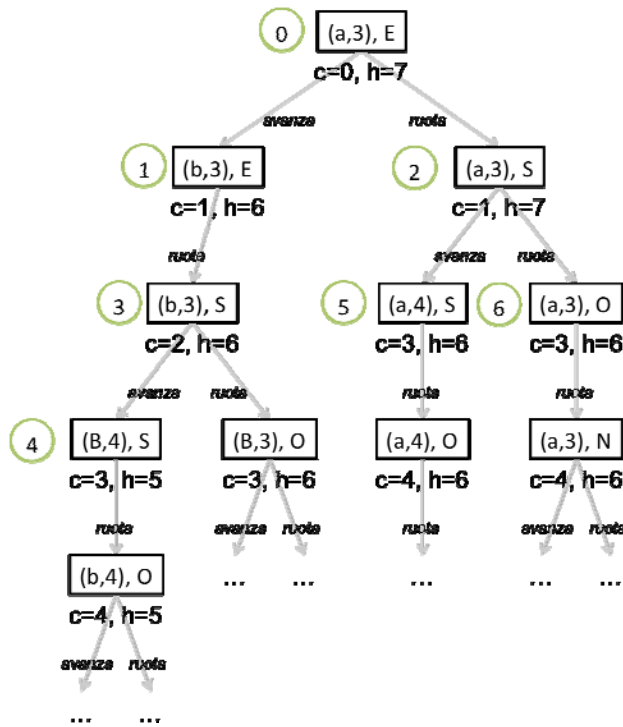 0 (a,3), E
c=0, h=7
avanza ruota
1 (b,3), E 2 (a,3), S
c=1, h=6 c=1, h=7
ruota avanza ruota
3 (b,3), S 5 (a,4), S 6 (a,3), O
c=2, h=6 c=3, h=6 c=3, h=6
avanza ruota ruota ruota
4 (B,4), S (B,3), O (a,4), O (a,3), N
c=3, h=5 c=3, h=6 c=4, h=6 c=4, h=6
ruota avanza ruota ruota avanza ruota
(b,4), O ... ... ... ... ...
c=4, h=5
avanza ruota
... ...